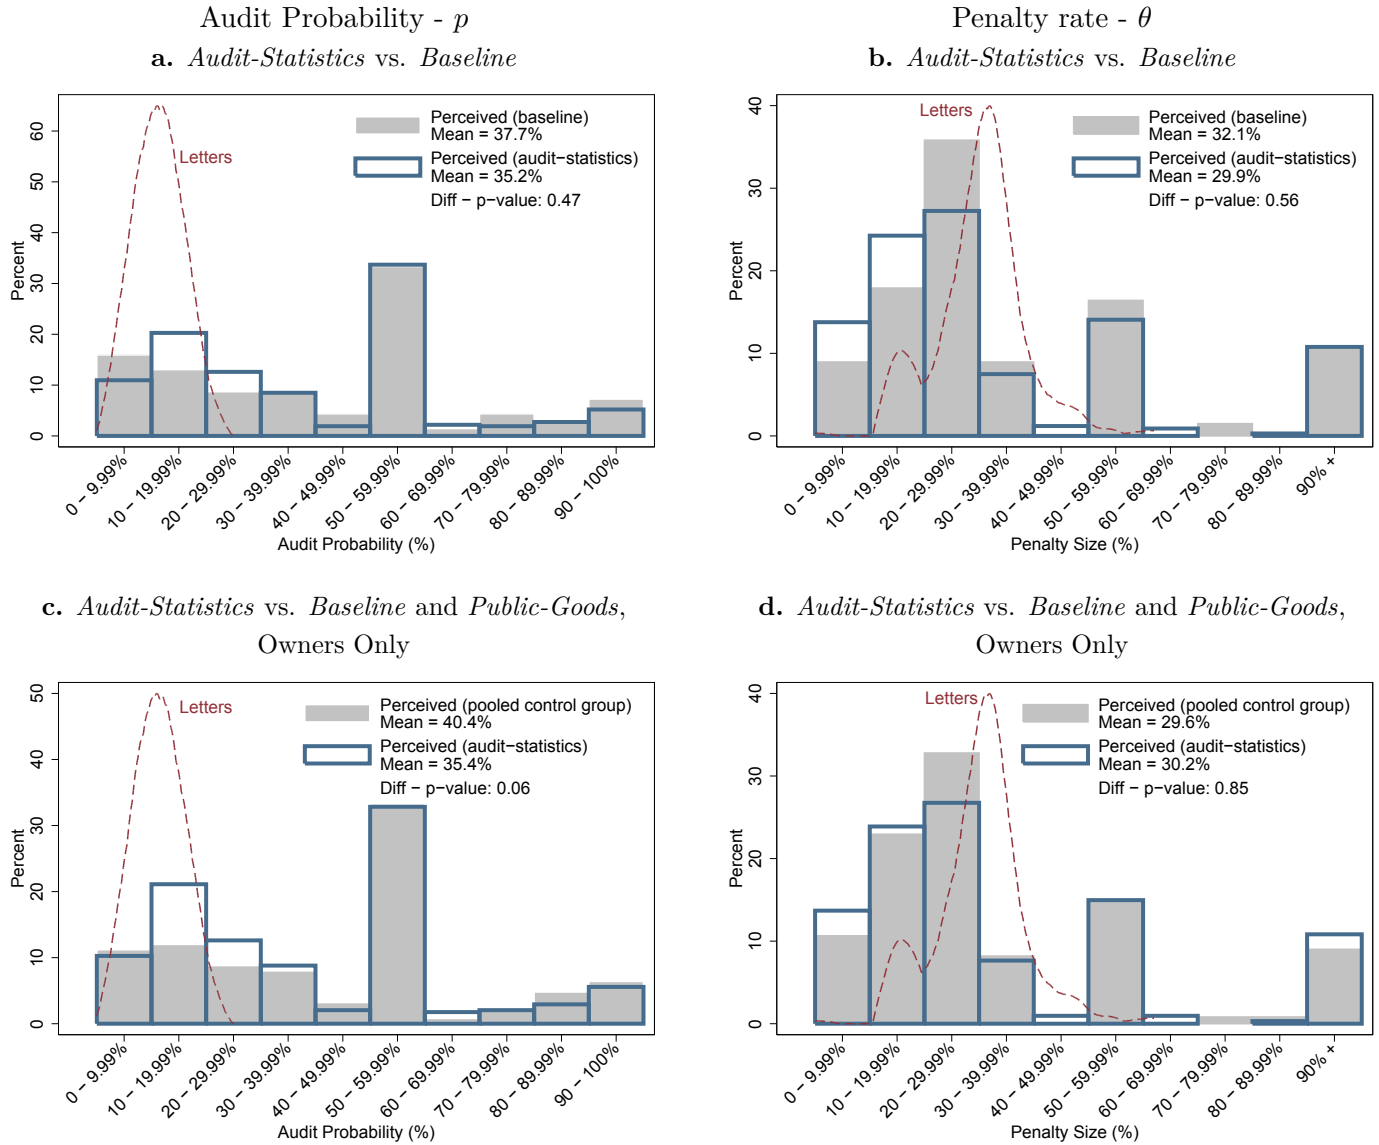 Audit Probability - p
a. Audit-Statistics vs. Baseline
60
50
40
30
20
10
0
Percent
Letters
Perceived (baseline)
Mean = 37.7%
Perceived (audit−statistics)
Mean = 35.2%
Diff − p−value: 0.47
0 − 9.99%
10 − 19.99%
20 − 29.99%
30 − 39.99%
40 − 49.99%
50 − 59.99%
60 − 69.99%
70 − 79.99%
80 − 89.99%
90 − 100%
Audit Probability (%)
Penalty rate - θ
b. Audit-Statistics vs. Baseline
40
30
20
10
0
Percent
Letters
Perceived (baseline)
Mean = 32.1%
Perceived (audit−statistics)
Mean = 29.9%
Diff − p−value: 0.56
0 − 9.99%
10 − 19.99%
20 − 29.99%
30 − 39.99%
40 − 49.99%
50 − 59.99%
60 − 69.99%
70 − 79.99%
80 − 89.99%
90% +
Penalty Size (%)
c. Audit-Statistics vs. Baseline and Public-Goods,
Owners Only
50
40
30
20
10
0
Percent
Letters
Perceived (pooled control group)
Mean = 40.4%
Perceived (audit−statistics)
Mean = 35.4%
Diff − p−value: 0.06
0 − 9.99%
10 − 19.99%
20 − 29.99%
30 − 39.99%
40 − 49.99%
50 − 59.99%
60 − 69.99%
70 − 79.99%
80 − 89.99%
90 − 100%
Audit Probability (%)
d. Audit-Statistics vs. Baseline and Public-Goods,
Owners Only
40
30
20
10
0
Percent
Letters
Perceived (pooled control group)
Mean = 29.6%
Perceived (audit−statistics)
Mean = 30.2%
Diff − p−value: 0.85
0 − 9.99%
10 − 19.99%
20 − 29.99%
30 − 39.99%
40 − 49.99%
50 − 59.99%
60 − 69.99%
70 − 79.99%
80 − 89.99%
90% +
Penalty Size (%)